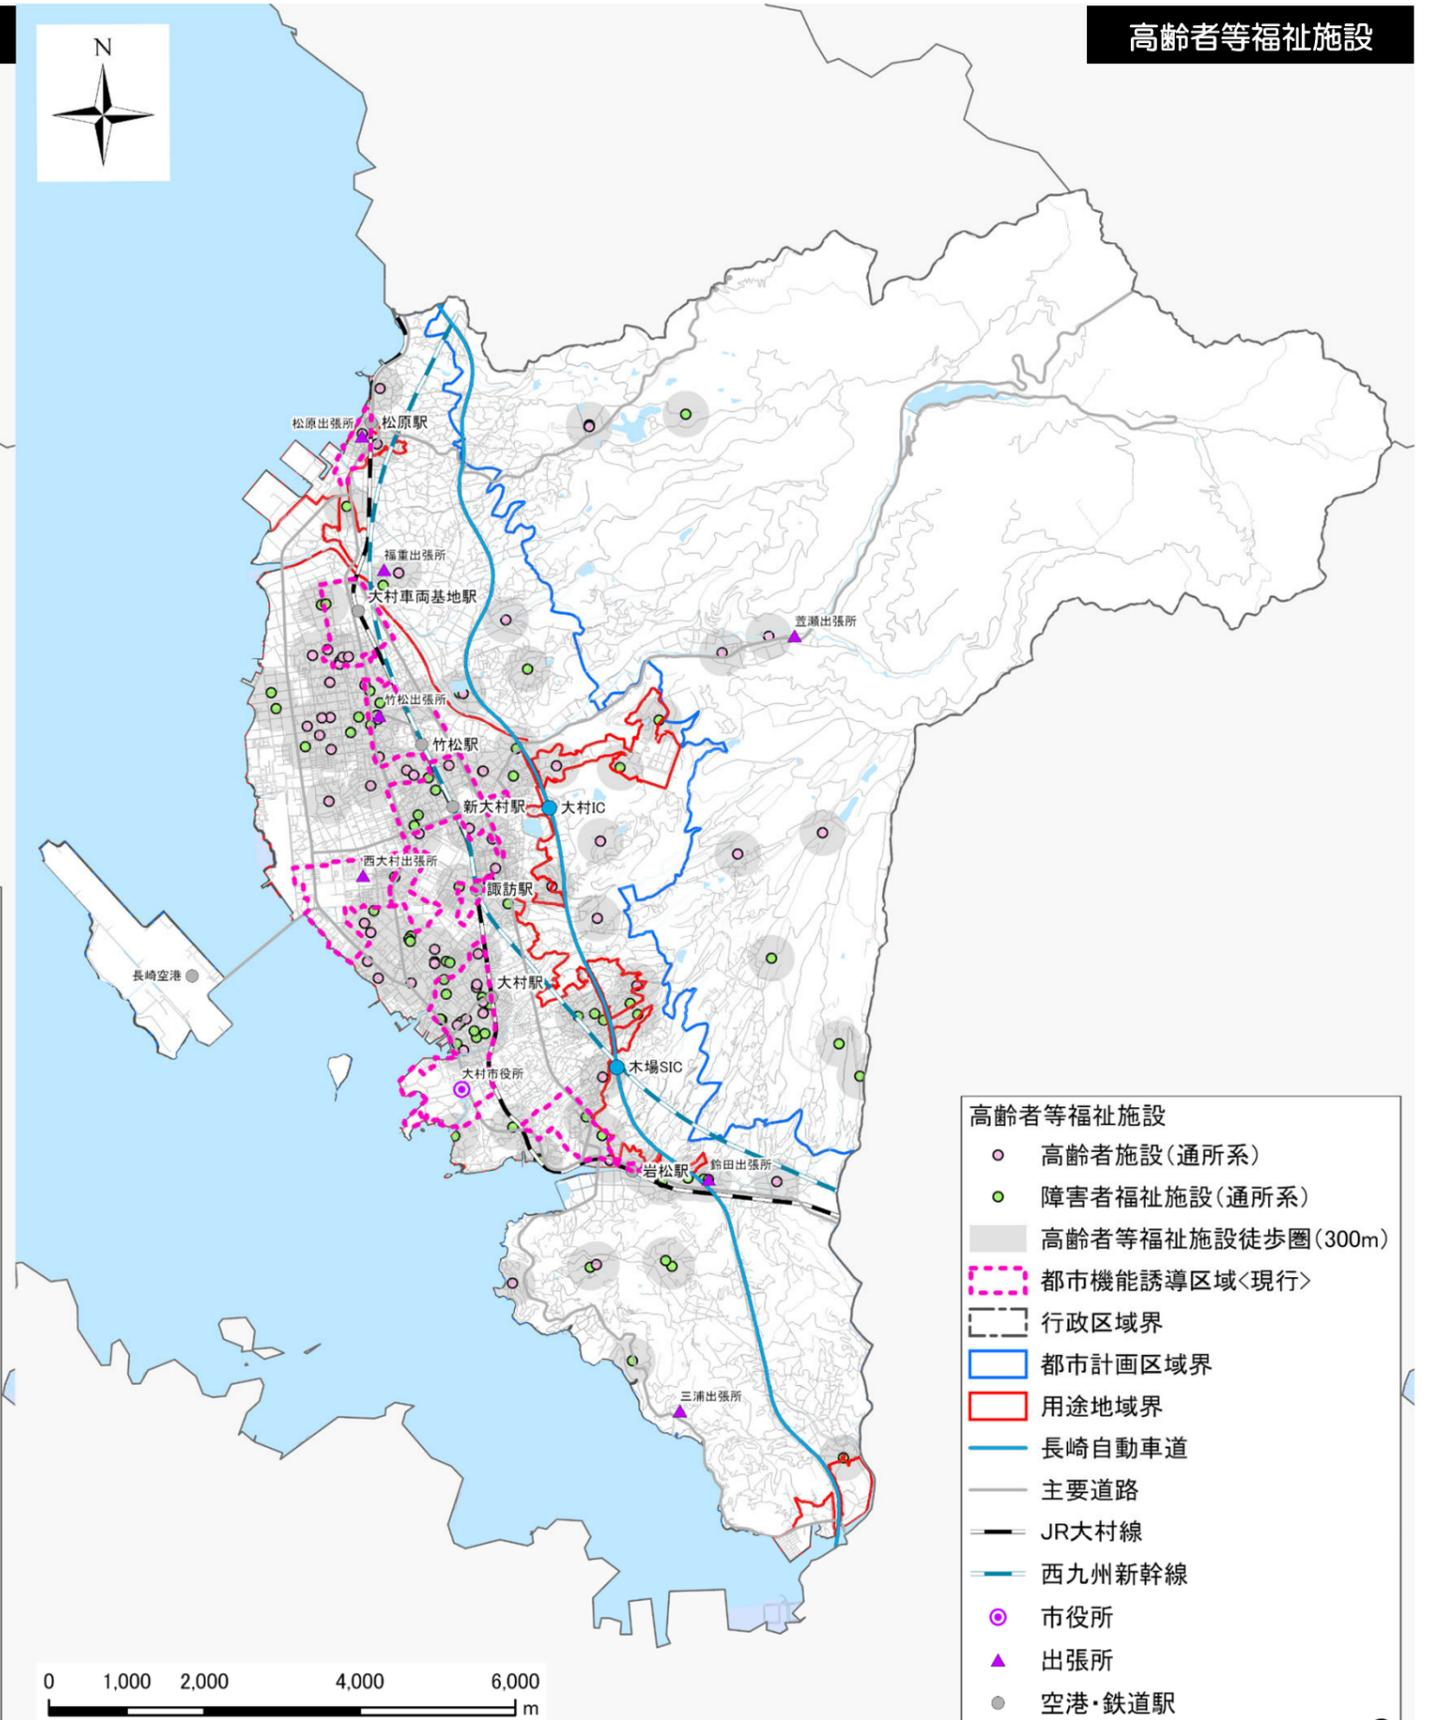 高齢者等福祉施設
N
松原出張所
松原駅
福重出張所
大村車両基地駅
萱瀬出張所
竹松出張所
竹松駅
新大村駅
大村IC
西大村出張所
諏訪駅
長崎空港
大村駅
木場SIC
大村市役所
岩松駅
鈴田出張所
三浦出張所
高齢者等福祉施設
高齢者施設(通所系)
障害者福祉施設(通所系)
高齢者等福祉施設徒歩圏(300m)
都市機能誘導区域<現行>
行政区域界
都市計画区域界
用途地域界
長崎自動車道
主要道路
JR大村線
西九州新幹線
市役所
出張所
空港・鉄道駅
0 1,000 2,000 4,000 6,000
m